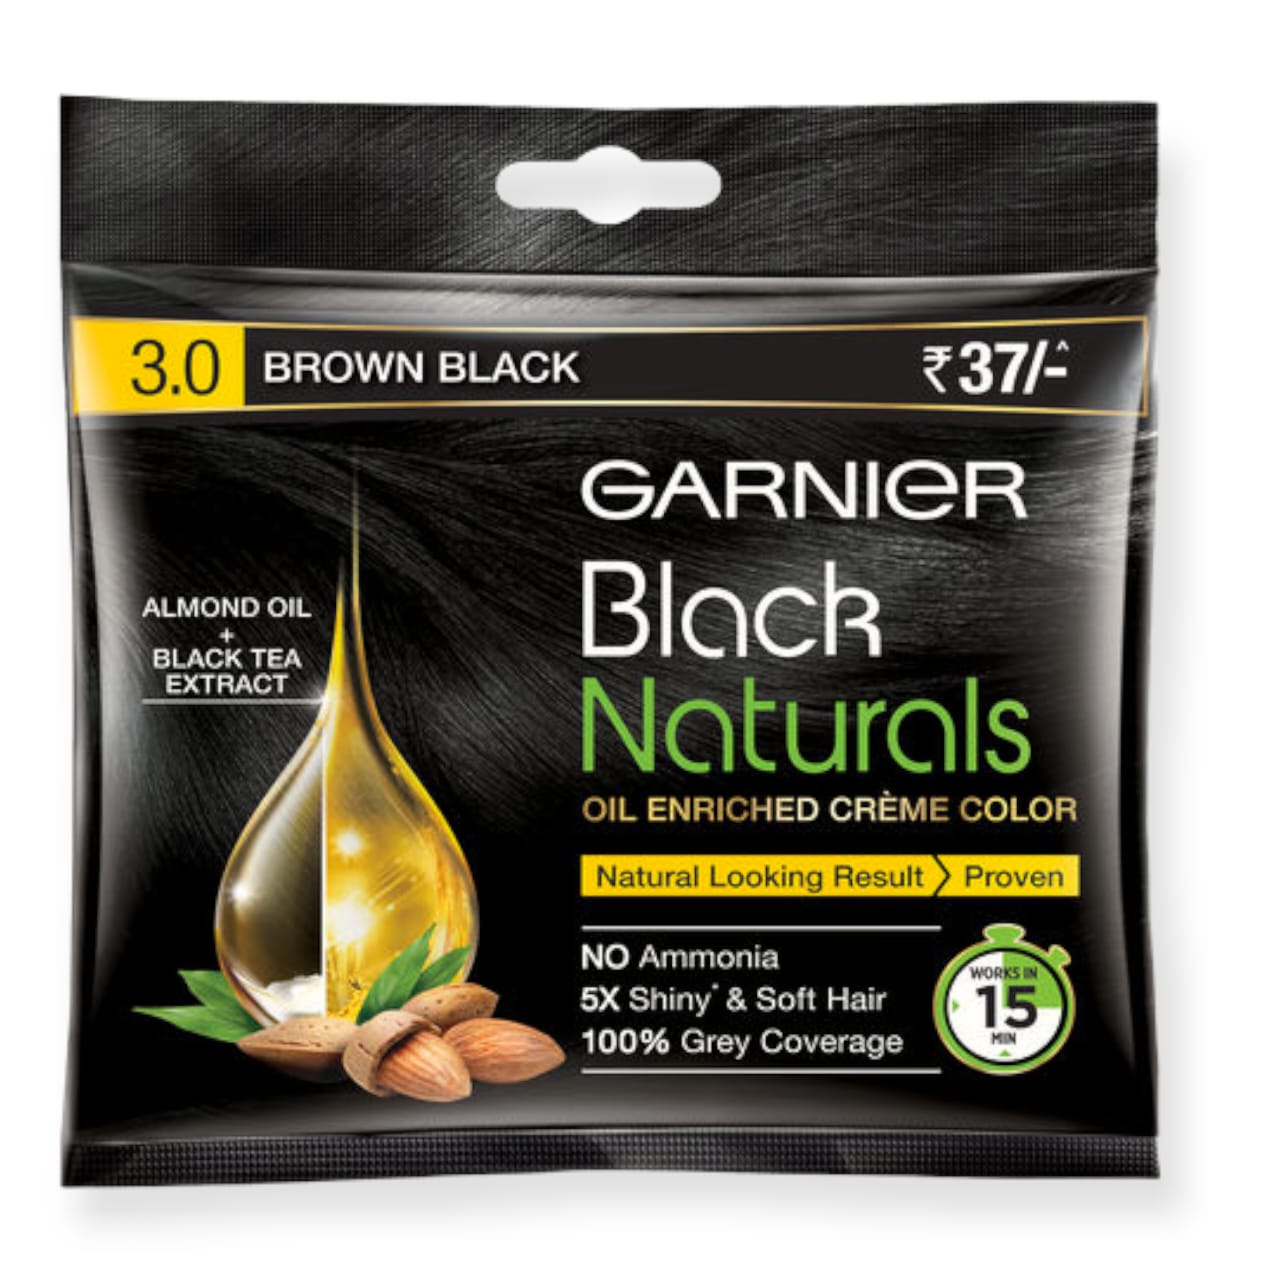 3.0 BROWN BLACK ₹37/-^
GARNIER
Black
Naturals
OIL ENRICHED CRÈME COLOR
Natural Looking Result Proven
ALMOND OIL
+
BLACK TEA
EXTRACT
NO Ammonia
5X Shiny* & Soft Hair
100% Grey Coverage
WORKS IN
15
MIN